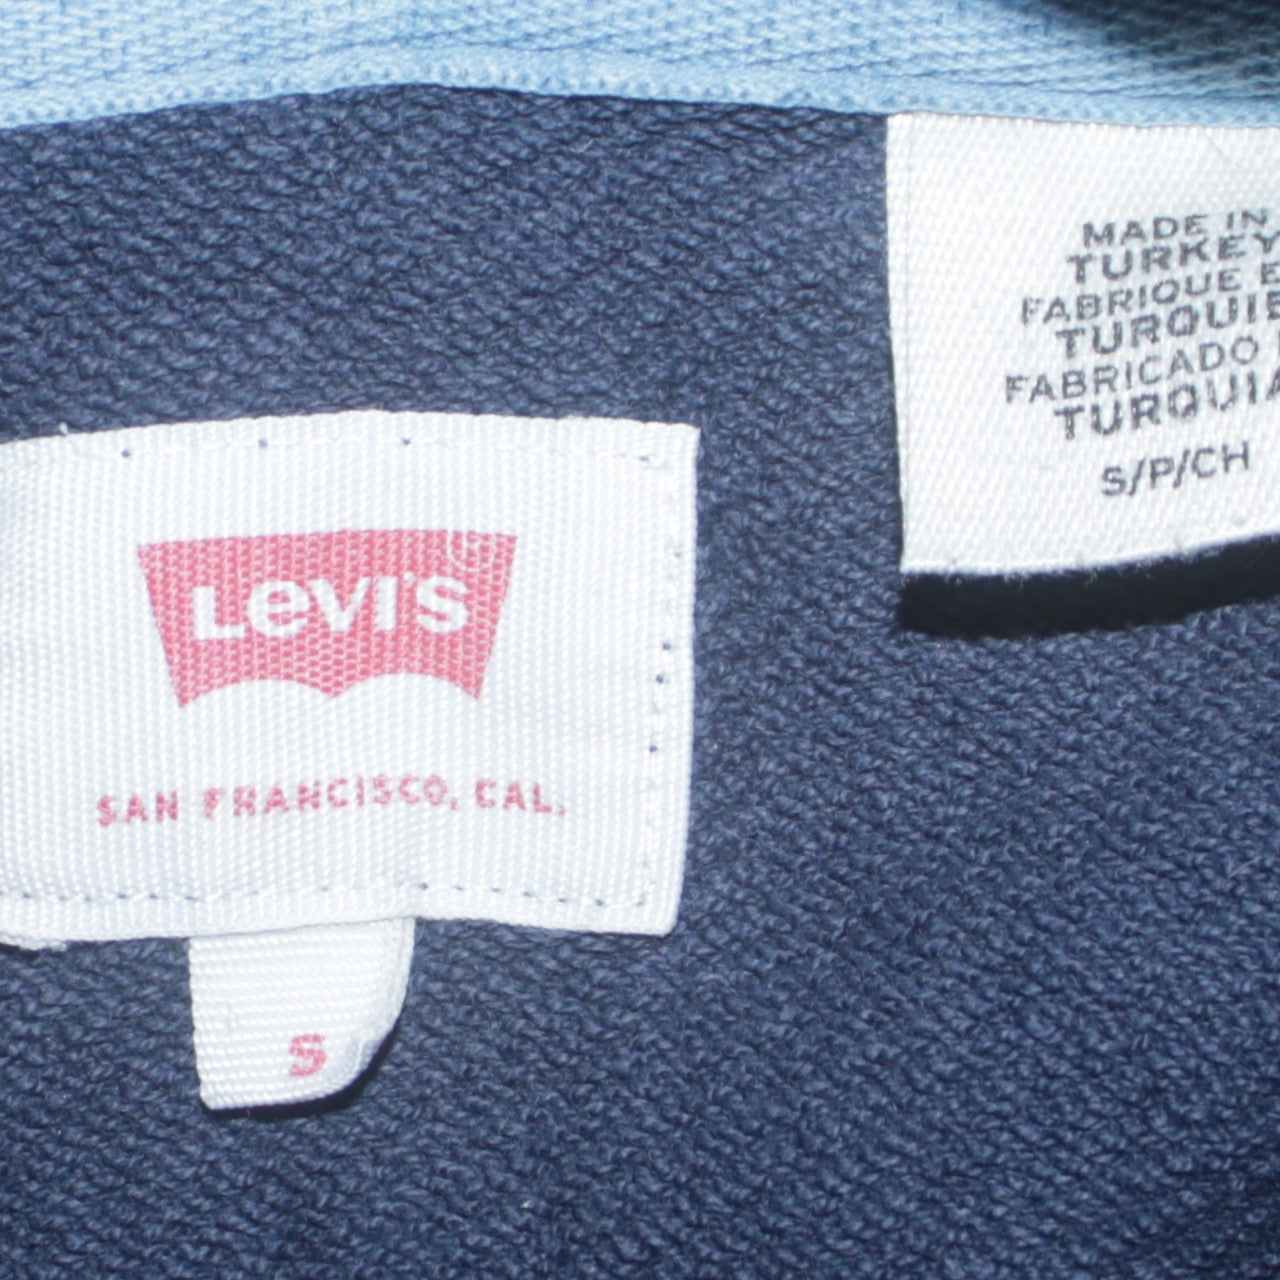 LEVI'S®
SAN FRANCISCO, CAL.
S
MADE IN
TURKEY
FABRIQUE E
TURQUIE
FABRICADO
TURQUIA
S/P/CH